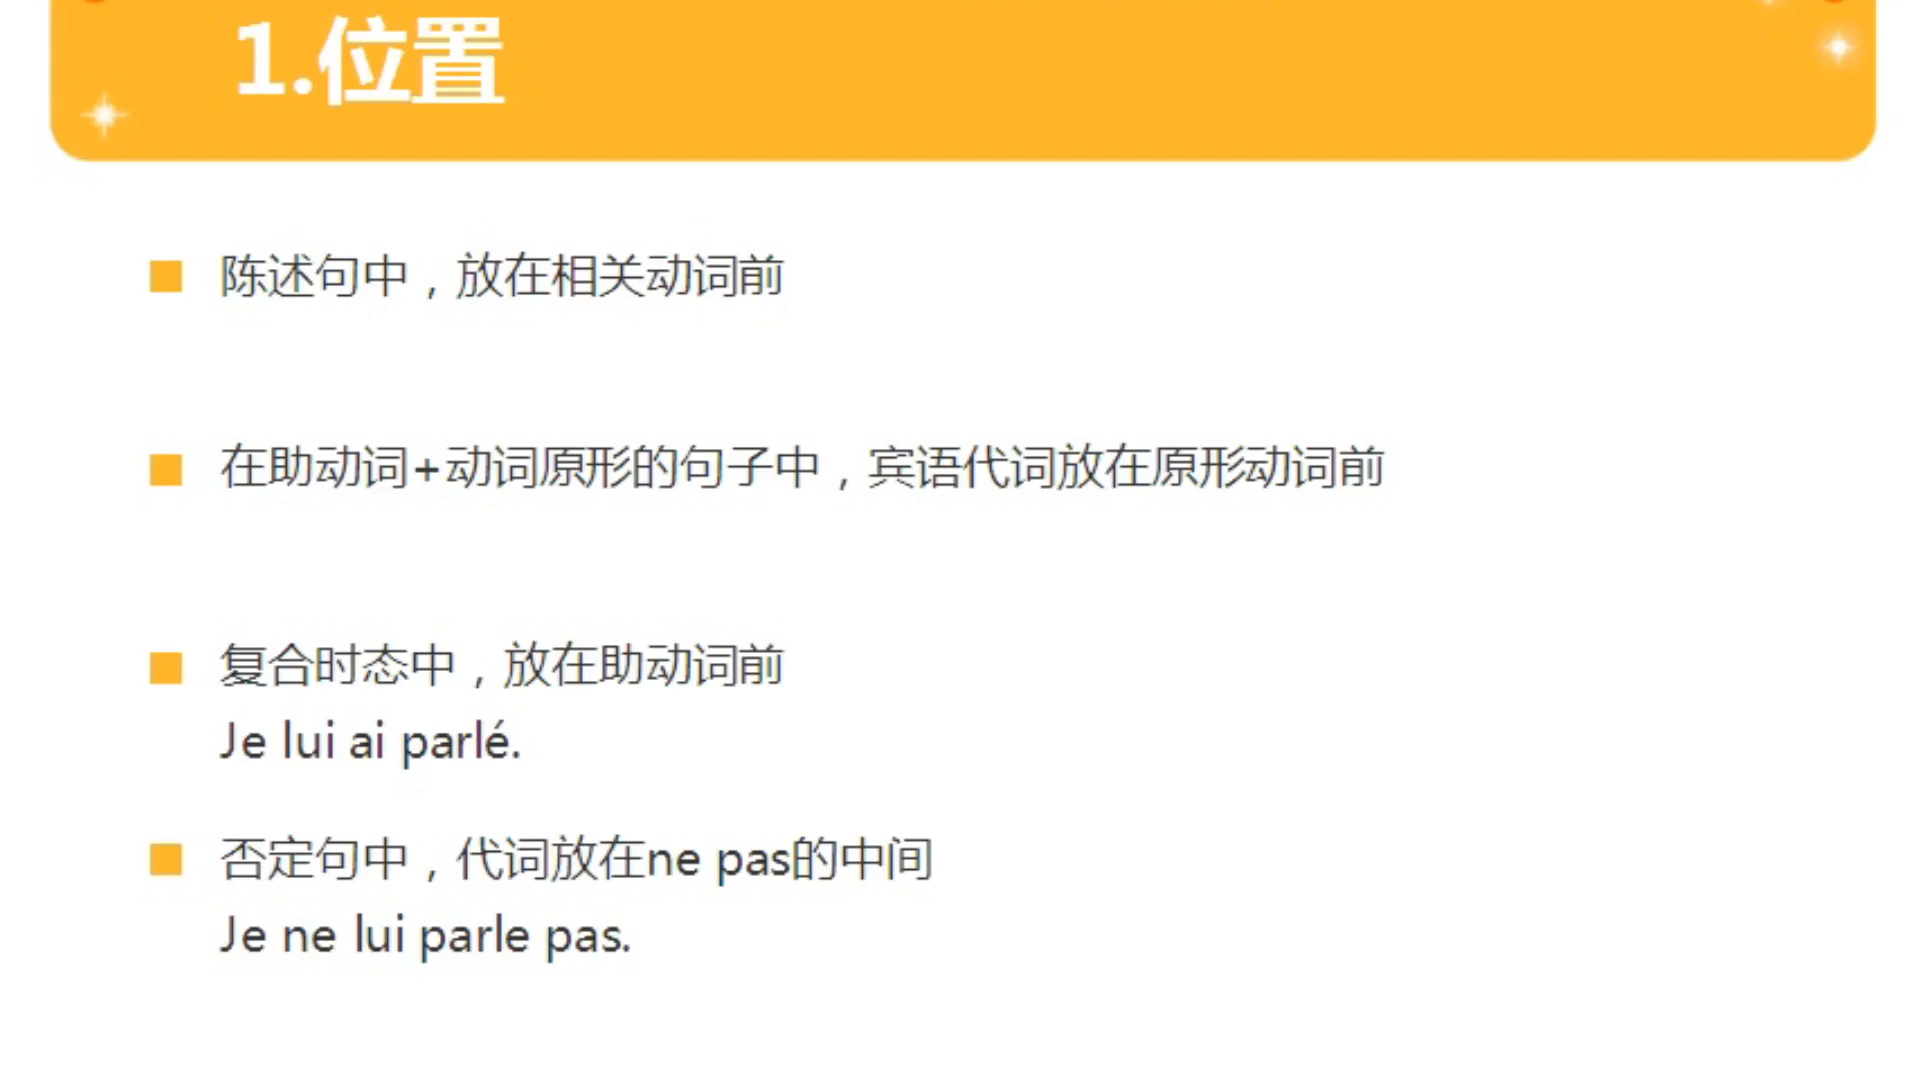 1.位置
陈述句中，放在相关动词前
在助动词+动词原形的句子中，宾语代词放在原形动词前
复合时态中，放在助动词前
Je lui ai parlé.
否定句中，代词放在ne pas的中间
Je ne lui parle pas.